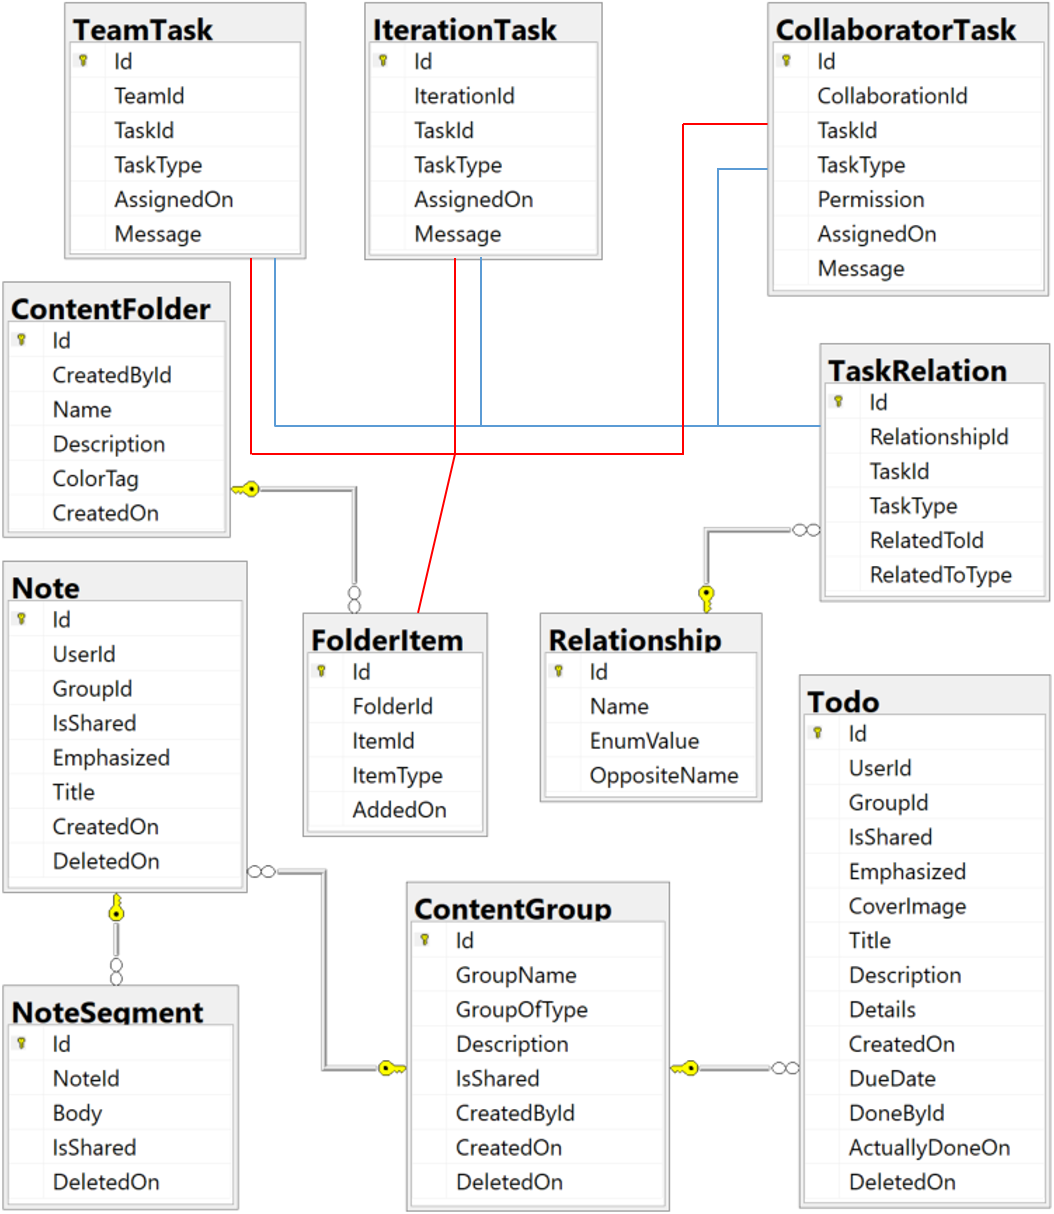 TeamTask
Id
TeamId
TaskId
TaskType
AssignedOn
Message
IterationTask
Id
IterationId
TaskId
TaskType
AssignedOn
Message
CollaboratorTask
Id
CollaborationId
TaskId
TaskType
Permission
AssignedOn
Message
ContentFolder
Id
CreatedById
Name
Description
ColorTag
CreatedOn
TaskRelation
Id
RelationshipId
TaskId
TaskType
RelatedToId
RelatedToType
Note
Id
UserId
GroupId
IsShared
Emphasized
Title
CreatedOn
DeletedOn
FolderItem
Id
FolderId
ItemId
ItemType
AddedOn
Relationship
Id
Name
EnumValue
OppositeName
Todo
Id
UserId
GroupId
IsShared
Emphasized
CoverImage
Title
Description
Details
CreatedOn
DueDate
DoneById
ActuallyDoneOn
DeletedOn
ContentGroup
Id
GroupName
GroupOfType
Description
IsShared
CreatedById
CreatedOn
DeletedOn
NoteSegment
Id
NoteId
Body
IsShared
DeletedOn